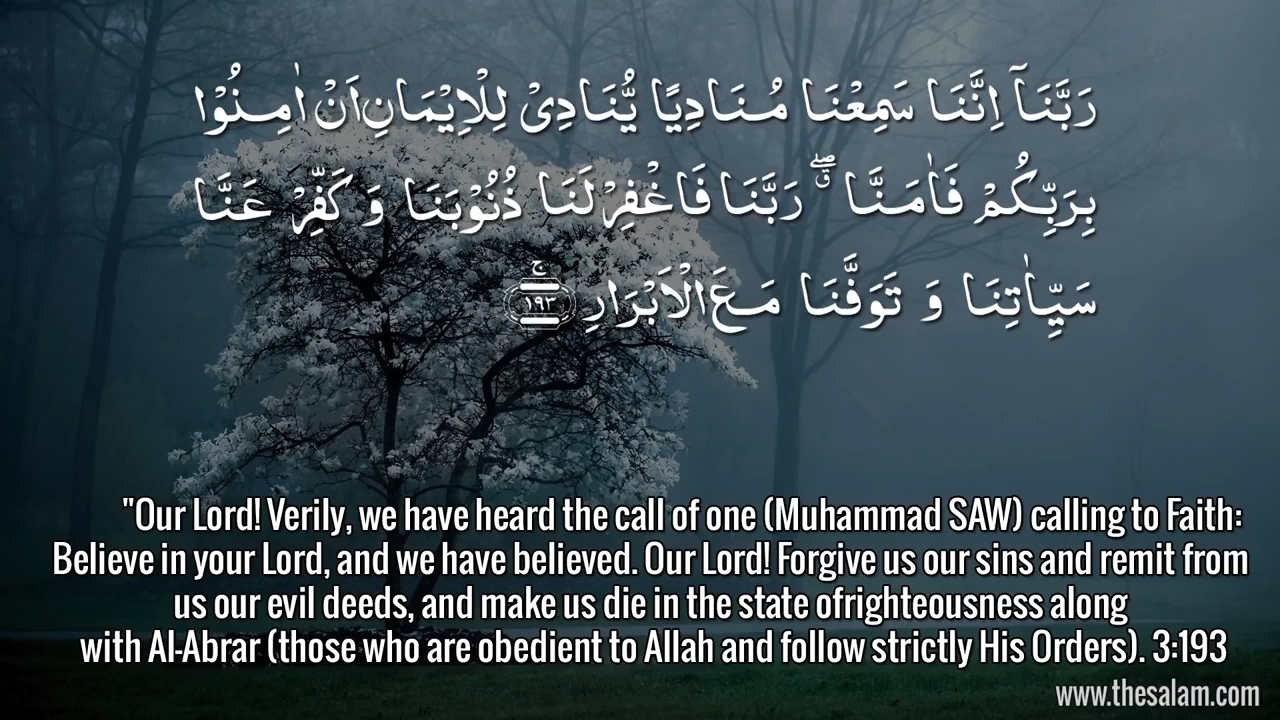 رَبَّنَآ اِنَّنَا سَمِعْنَا مُنَادِيًا يُّنَادِىْ لِلْاِيْمَانِ اَنْ اٰمِنُوْا
بِرَبِّكُمْ فَاٰمَنَّا ۖۗ رَبَّنَا فَاغْفِرْ لَنَا ذُنُوْبَنَا وَ كَفِّرْ عَنَّا
سَيِّاٰتِنَا وَ تَوَفَّنَا مَعَ الْاَبْرَارِ ۚ ۱۹۳
"Our Lord! Verily, we have heard the call of one (Muhammad SAW) calling to Faith:
Believe in your Lord, and we have believed. Our Lord! Forgive us our sins and remit from
us our evil deeds, and make us die in the state ofrighteousness along
with Al-Abrar (those who are obedient to Allah and follow strictly His Orders). 3:193
www.thesalam.com